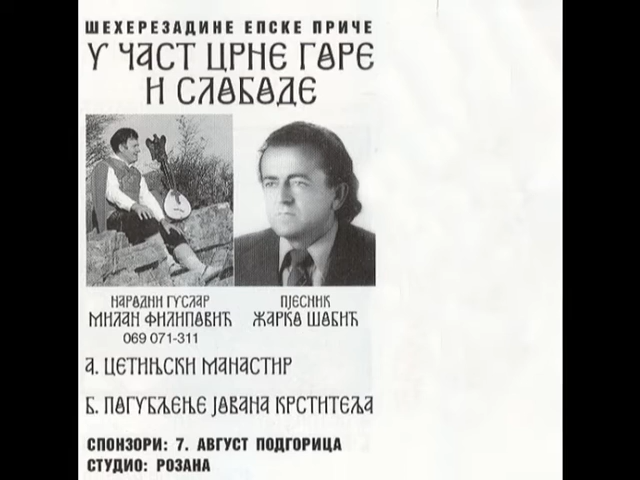 ШЕХЕРЕЗАДИНЕ ЕПСКЕ ПРИЧЕ
У ЧАСТ ЦРНЕ ГОРЕ
И СЛОБОДЕ
НАРОДНИ ГУСЛАР
МИЛАН ФИЛИПОВИЋ
069 071-311
ПЈЕСНИК
ЖАРКО ШОБИЋ
А. ЦЕТИЊСКИ МАНАСТИР
Б. ПОГУБЉЕЊЕ ЈОВАНА КРСТИТЕЉА
СПОНЗОРИ: 7. АВГУСТ ПОДГОРИЦА
СТУДИО: РОЗАНА